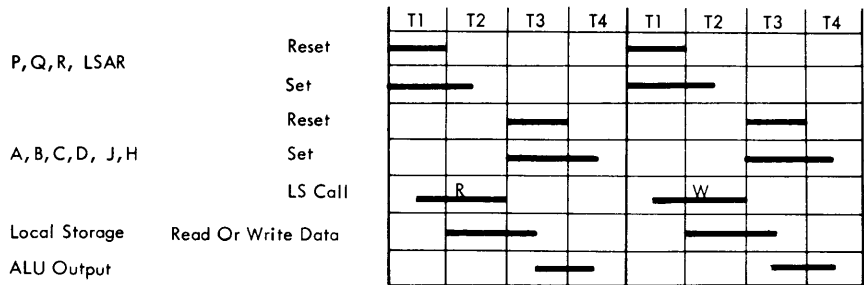 T1 T2 T3 T4 T1 T2 T3 T4
Reset
P,Q,R, LSAR
Set
Reset
A,B,C,D, J,H Set
LS Call R W
Local Storage Read Or Write Data
ALU Output